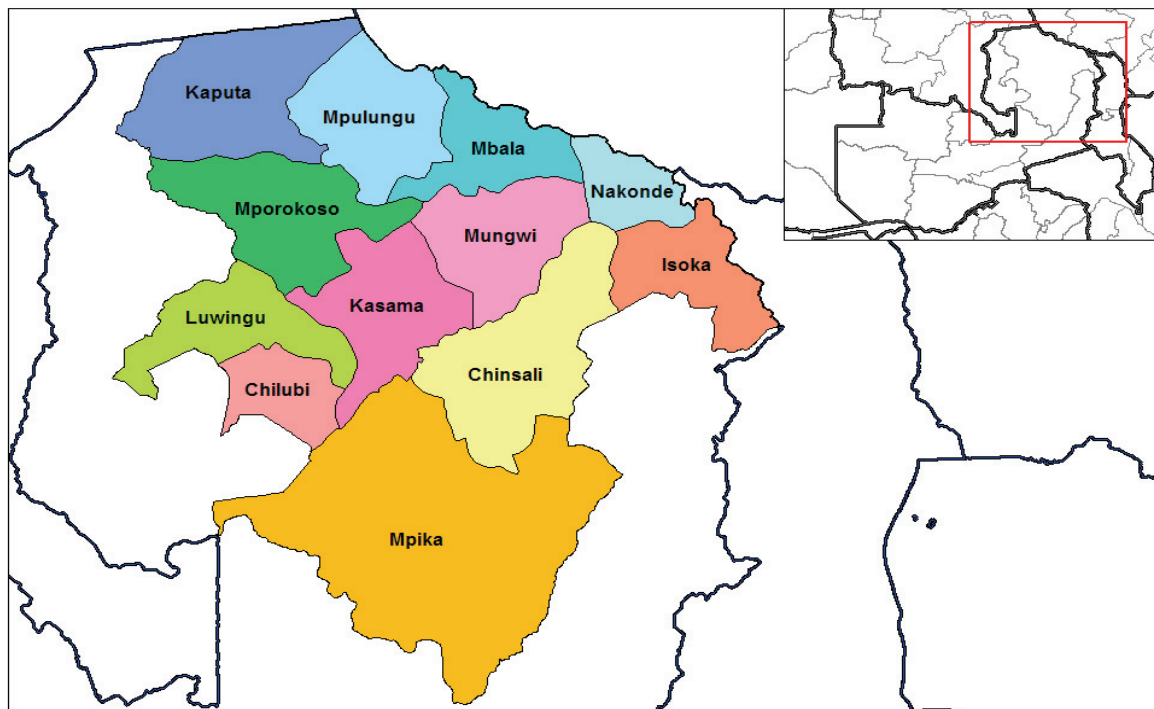 Kaputa
Mpulungu
Mbala
Nakonde
Mporokoso
Mungwi
Isoka
Kasama
Luwingu
Chinsali
Chilubi
Mpika